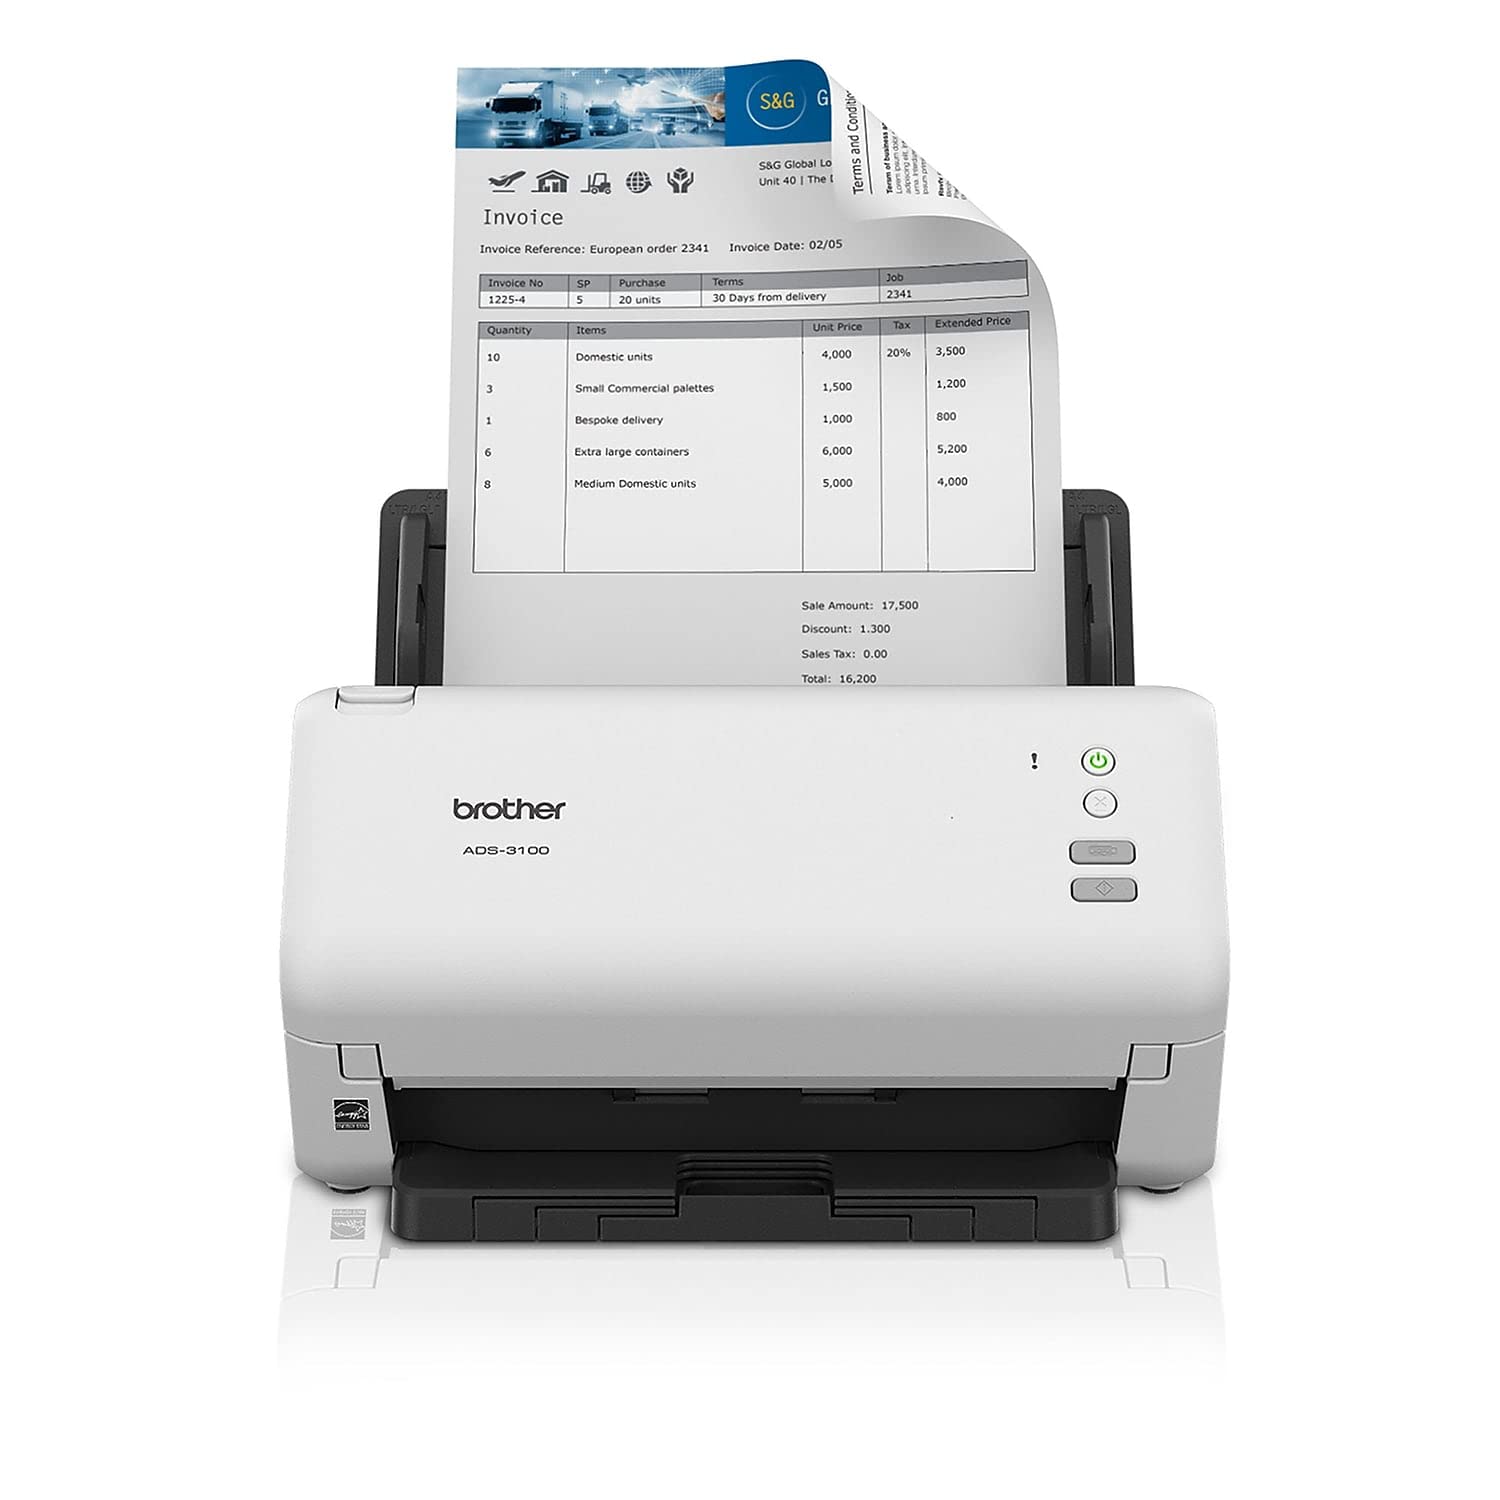 S&G G
S&G Global Lo
Unit 40 | The
Terms and Conditio
Invoice
Invoice Reference: European order 2341 Invoice Date: 02/05
Invoice No SP Purchase Terms Job
1225-4 5 20 units 30 Days from delivery 2341
Quantity Items Unit Price Tax Extended Price
10 Domestic units 4,000 20% 3,500
3 Small Commercial palettes 1,500 1,200
1 Bespoke delivery 1,000 800
6 Extra large containers 6,000 5,200
8 Medium Domestic units 5,000 4,000
Sale Amount: 17,500
Discount: 1.300
Sales Tax: 0.00
Total: 16,200
brother
ADS-3100
ENERGY STAR